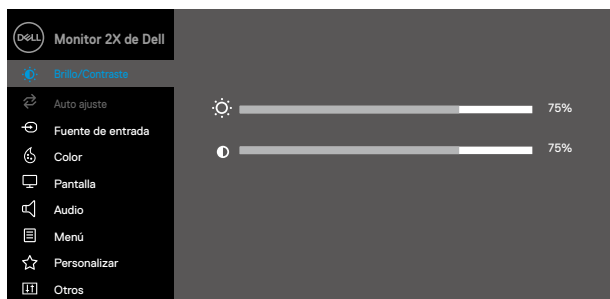 DELL
Monitor 2X de Dell
Brillo/Contraste
Auto ajuste
Fuente de entrada
Color
Pantalla
Audio
Menú
Personalizar
Otros
75%
75%